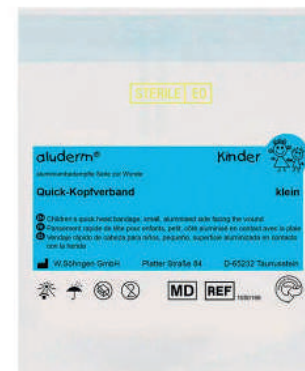 STERILE EO
aluderm® Kinder
aluminiumbedampfte Seite zur Wunde
Quick-Kopfverband klein
Children's quick head bandage, small, aluminised side facing the wound
Pansement rapide de tête pour enfants, petit, côté aluminisé en contact avec la plaie
Vendaje rápido de cabeza para niños, pequeño, superficie aluminizada en contacto
con la herida
W.Söhngen GmbH Platter Straße 84 D-65232 Taunusstein
MD REF